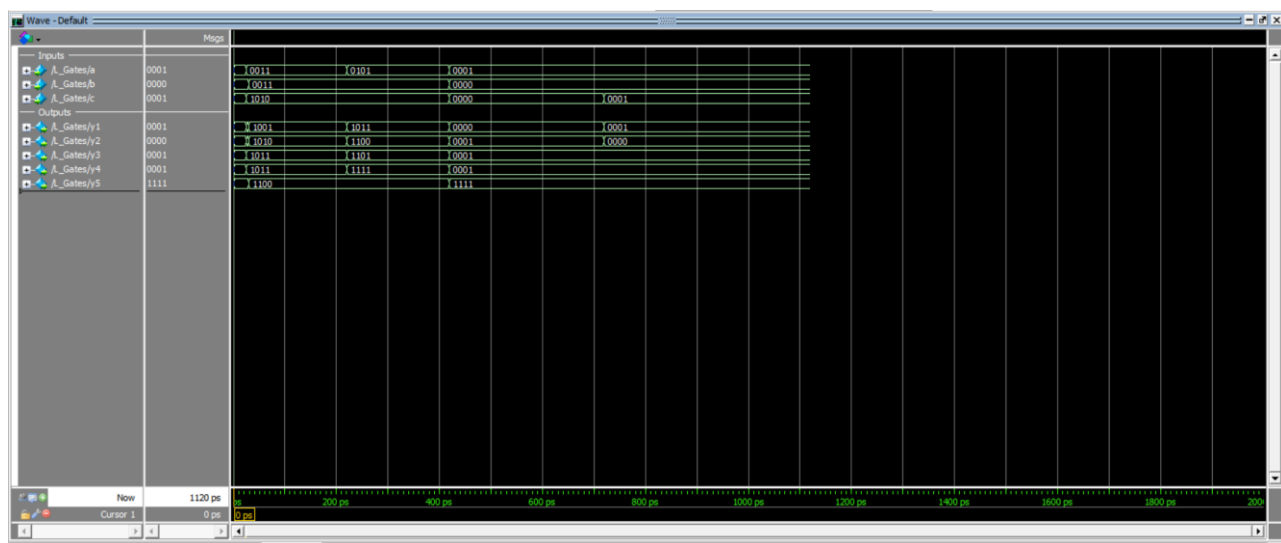 Wave - Default
Msgs
Inputs
/L_Gates/a 0001 0011 0101 0001
/L_Gates/b 0000 0011 0000
/L_Gates/c 0001 1010 0000 0001
Outputs
/L_Gates/y1 0001 1001 1011 0000 0001
/L_Gates/y2 0000 1010 1100 0001 0000
/L_Gates/y3 0001 1011 1101 0001
/L_Gates/y4 0001 1011 1111 0001
/L_Gates/y5 1111 1100 1111
Now 1120 ps ps 200 ps 400 ps 600 ps 800 ps 1000 ps 1200 ps 1400 ps 1600 ps 1800 ps 200
Cursor 1 0 ps 0 ps